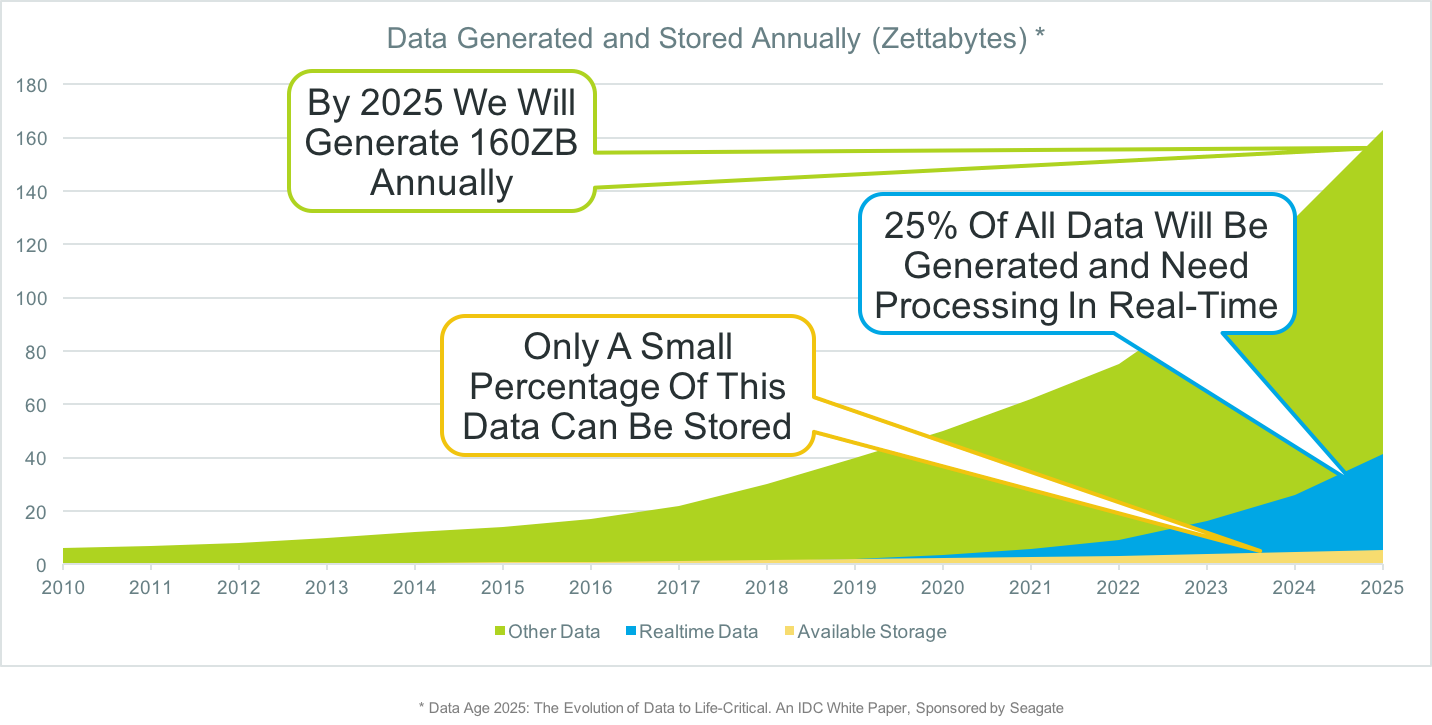 Data Generated and Stored Annually (Zettabytes) *
180
By 2025 We Will
Generate 160ZB
Annually
160
140
25% Of All Data Will Be
Generated and Need
Processing In Real-Time
120
100
Only A Small
Percentage Of This
Data Can Be Stored
80
60
40
20
0
2010 2011 2012 2013 2014 2015 2016 2017 2018 2019 2020 2021 2022 2023 2024 2025
Other Data Realtime Data Available Storage
* Data Age 2025: The Evolution of Data to Life-Critical. An IDC White Paper, Sponsored by Seagate